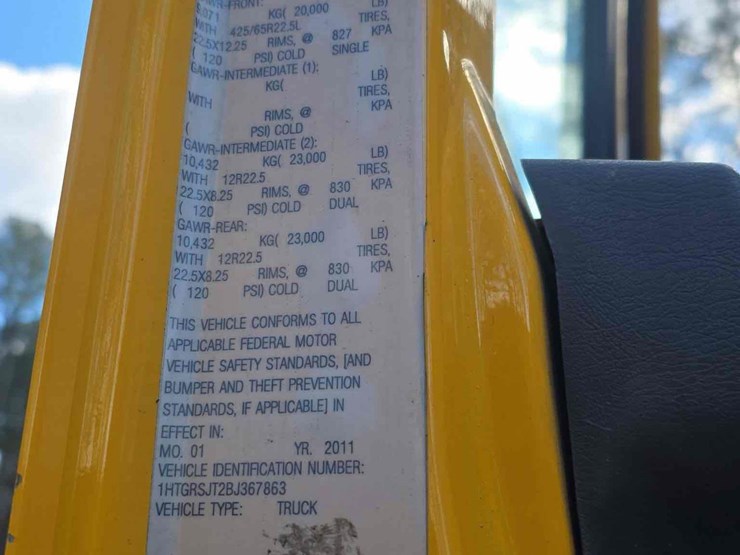 WR-FRONT: LB)
9,071 KG( 20,000 TIRES,
WITH 425/65R22.5L KPA
22.5X12.25 RIMS, @ 827
( 120 PSI) COLD SINGLE
GAWR-INTERMEDIATE (1):
KG( LB)
WITH TIRES,
RIMS, @ KPA
( PSI) COLD
GAWR-INTERMEDIATE (2):
10,432 KG( 23,000 LB)
WITH 12R22.5 TIRES,
22.5X8.25 RIMS, @ 830 KPA
( 120 PSI) COLD DUAL
GAWR-REAR:
10,432 KG( 23,000 LB)
WITH 12R22.5 TIRES,
22.5X8.25 RIMS, @ 830 KPA
( 120 PSI) COLD DUAL
THIS VEHICLE CONFORMS TO ALL
APPLICABLE FEDERAL MOTOR
VEHICLE SAFETY STANDARDS, [AND
BUMPER AND THEFT PREVENTION
STANDARDS, IF APPLICABLE] IN
EFFECT IN:
MO. 01 YR. 2011
VEHICLE IDENTIFICATION NUMBER:
1HTGRSJT2BJ367863
VEHICLE TYPE: TRUCK